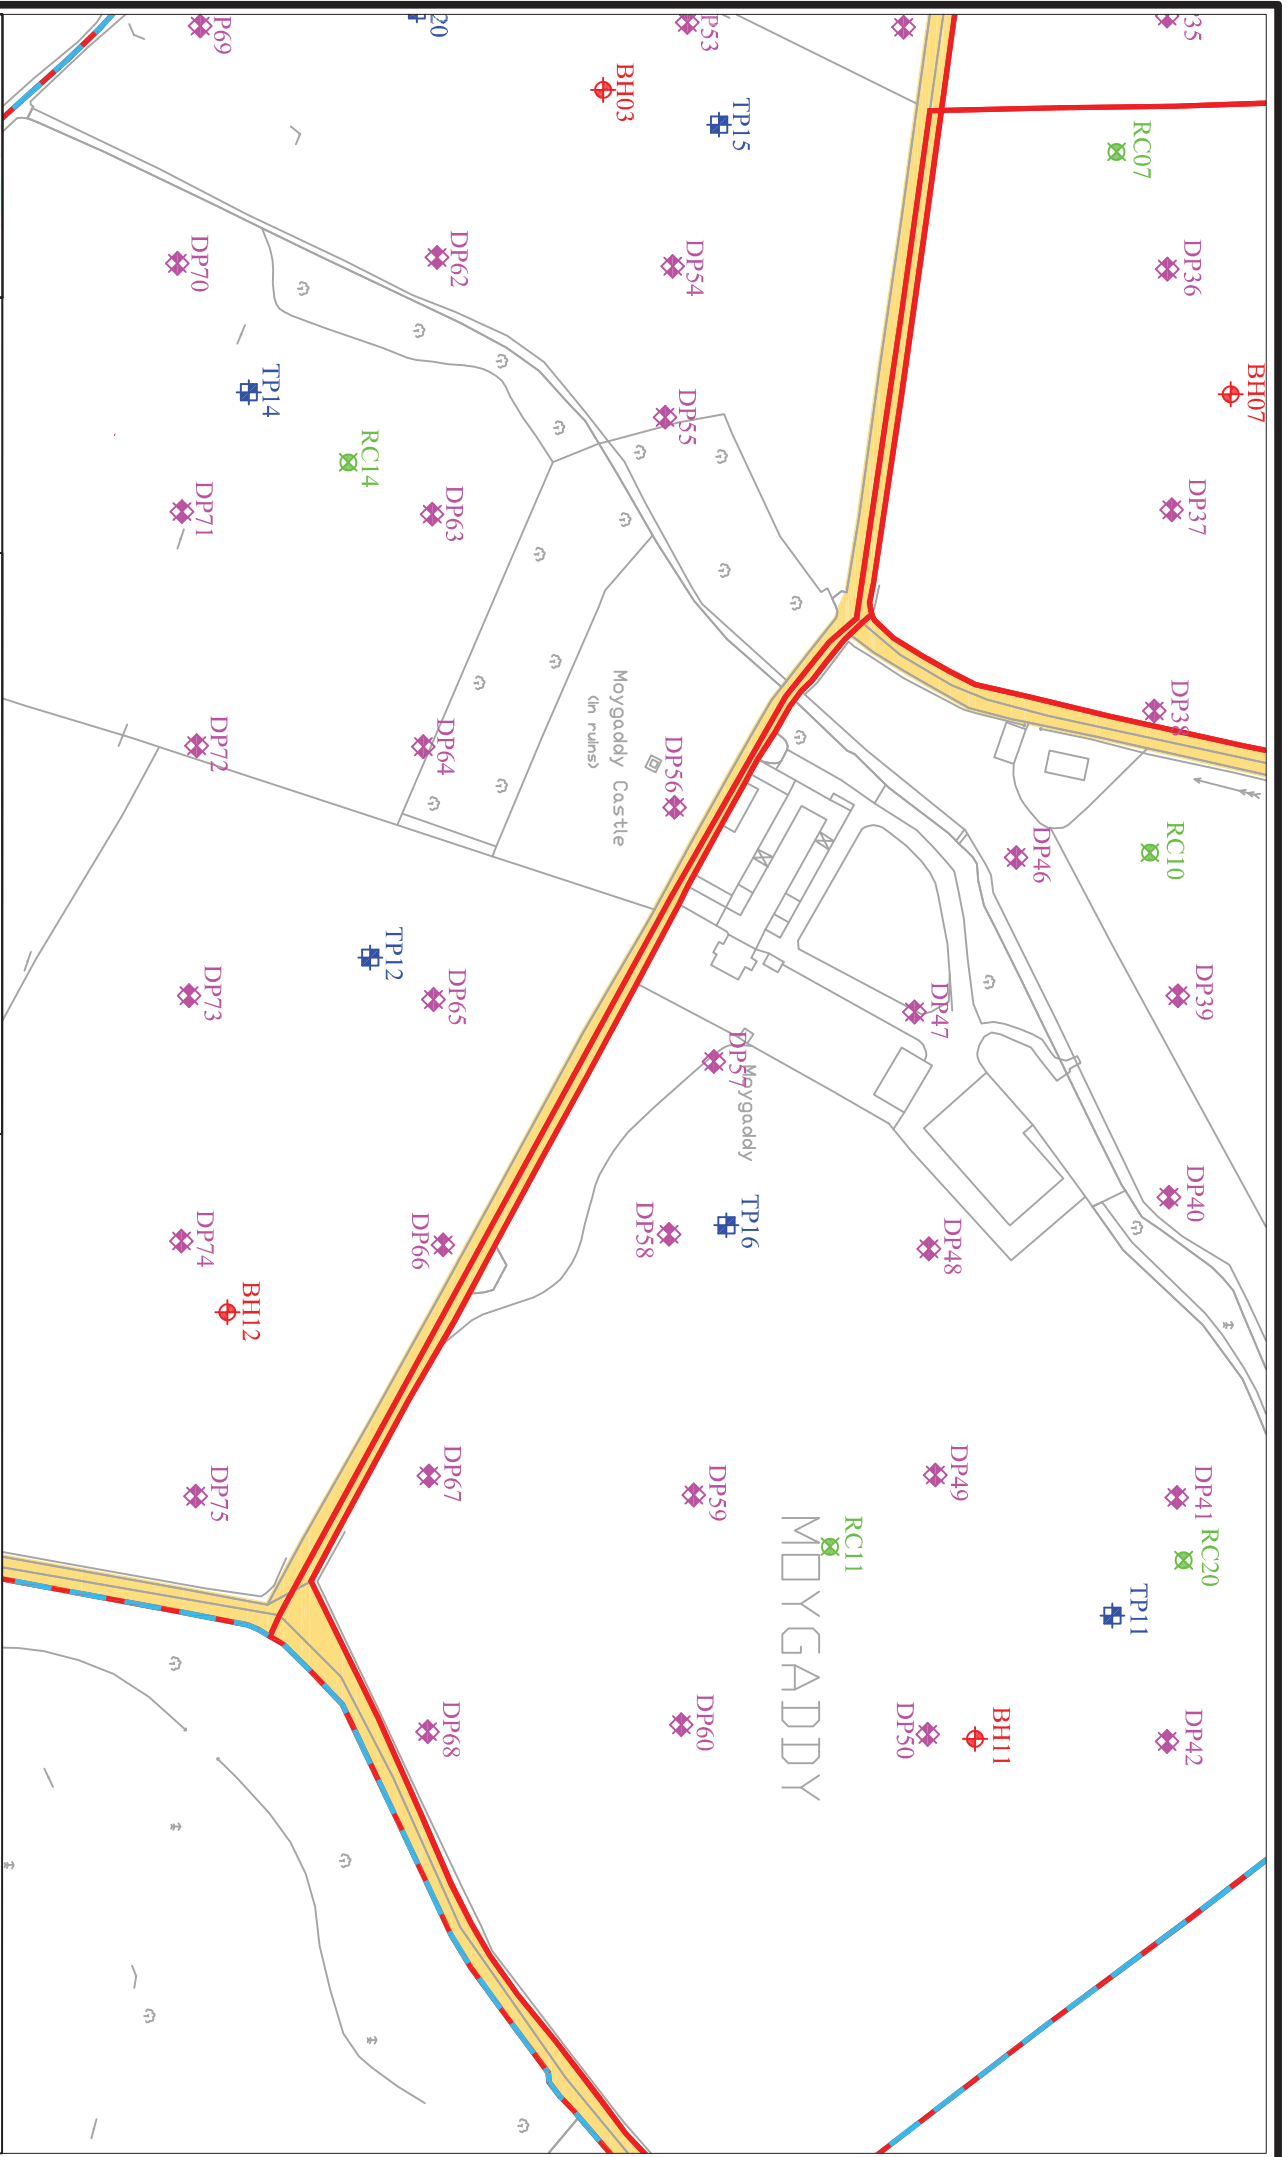 35
DP36
BH07
DP37
DP38
RC07
RC10
DP39
DP46
DP40
DP41
RC20
TP11
DP42
DP47
DP48
DP49
BH11
DP50
RC11
MOYGADDY
P53
TP15
BH03
DP54
DP55
DP56
Moygaddy Castle
(in ruins)
DP57
Moygaddy
TP16
DP58
DP59
DP60
20
DP62
DP63
RC14
DP64
TP12
DP65
DP66
DP67
DP68
P69
DP70
TP14
DP71
DP72
DP73
DP74
BH12
DP75